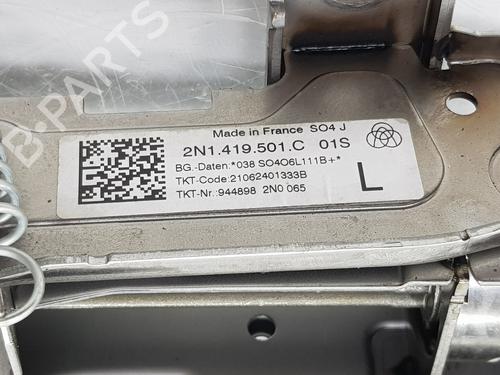 Made in France SO4 J
2N1.419.501.C 01S
BG.-Daten:*038 SO4O6L111B+*
TKT-Code:21062401333B
TKT-Nr.:944898 2N0 065
L
B-PARTS